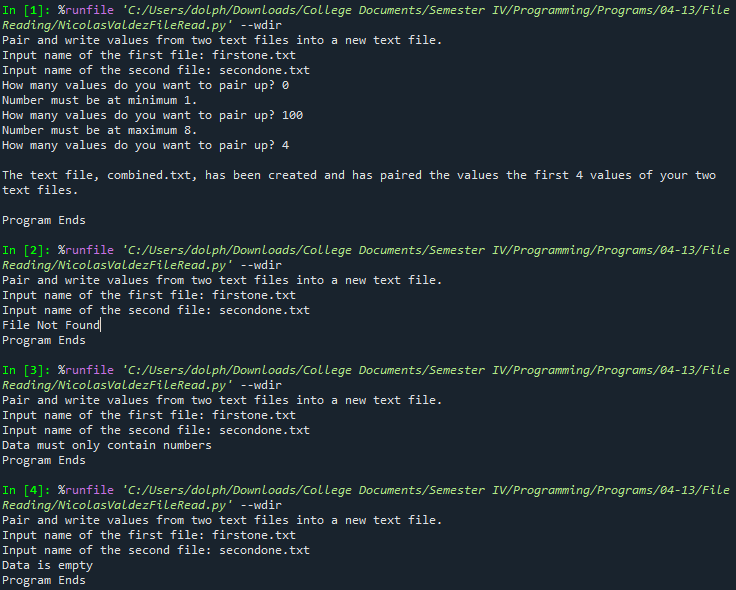 In [1]: %runfile 'C:/Users/dolph/Downloads/College Documents/Semester IV/Programming/Programs/04-13/File
Reading/NicolasValdezFileRead.py' --wdir
Pair and write values from two text files into a new text file.
Input name of the first file: firstone.txt
Input name of the second file: secondone.txt
How many values do you want to pair up? 0
Number must be at minimum 1.
How many values do you want to pair up? 100
Number must be at maximum 8.
How many values do you want to pair up? 4
The text file, combined.txt, has been created and has paired the values the first 4 values of your two
text files.
Program Ends
In [2]: %runfile 'C:/Users/dolph/Downloads/College Documents/Semester IV/Programming/Programs/04-13/File
Reading/NicolasValdezFileRead.py' --wdir
Pair and write values from two text files into a new text file.
Input name of the first file: firstone.txt
Input name of the second file: secondone.txt
File Not Found
Program Ends
In [3]: %runfile 'C:/Users/dolph/Downloads/College Documents/Semester IV/Programming/Programs/04-13/File
Reading/NicolasValdezFileRead.py' --wdir
Pair and write values from two text files into a new text file.
Input name of the first file: firstone.txt
Input name of the second file: secondone.txt
Data must only contain numbers
Program Ends
In [4]: %runfile 'C:/Users/dolph/Downloads/College Documents/Semester IV/Programming/Programs/04-13/File
Reading/NicolasValdezFileRead.py' --wdir
Pair and write values from two text files into a new text file.
Input name of the first file: firstone.txt
Input name of the second file: secondone.txt
Data is empty
Program Ends